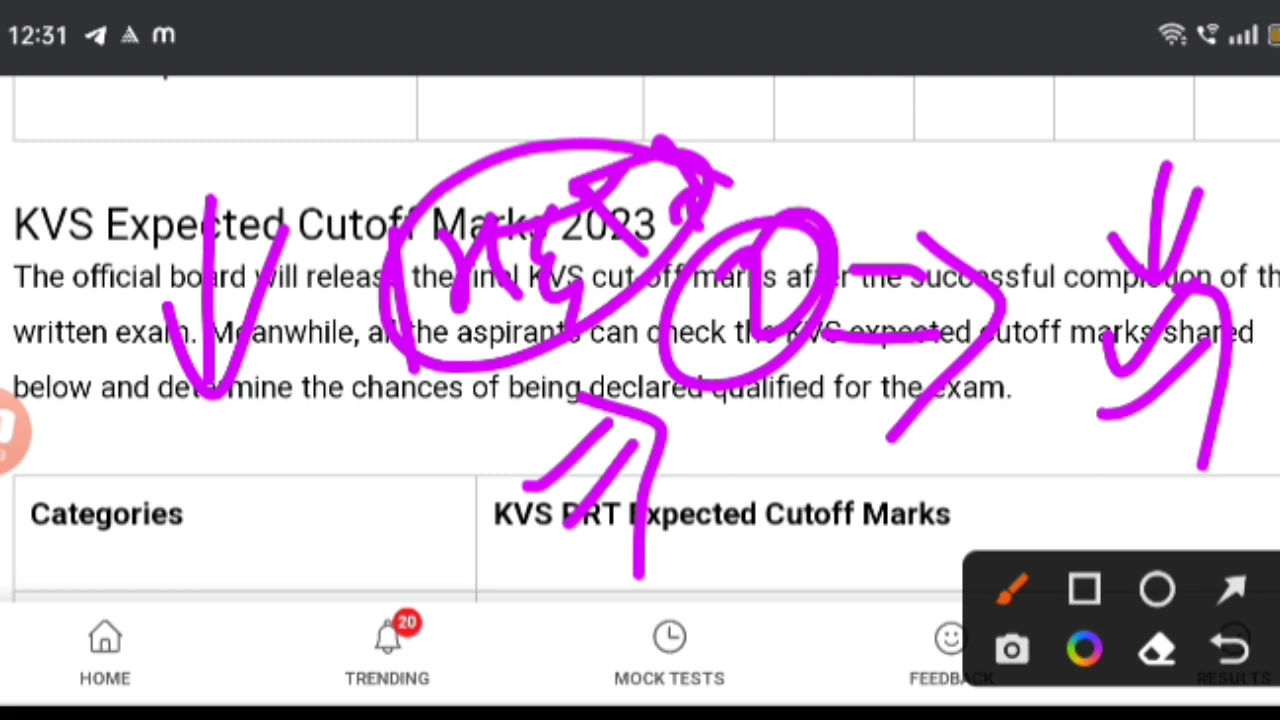 12:31
KVS Expected Cutoff Marks 2023
The official board will release the final KVS cut-off marks after the successful completion of th
written exam. Meanwhile, all the aspirants can check the KVS expected cutoff marks shared
below and determine the chances of being declared qualified for the exam.
Categories KVS PRT Expected Cutoff Marks
20
HOME TRENDING MOCK TESTS FEEDBACK RESULTS